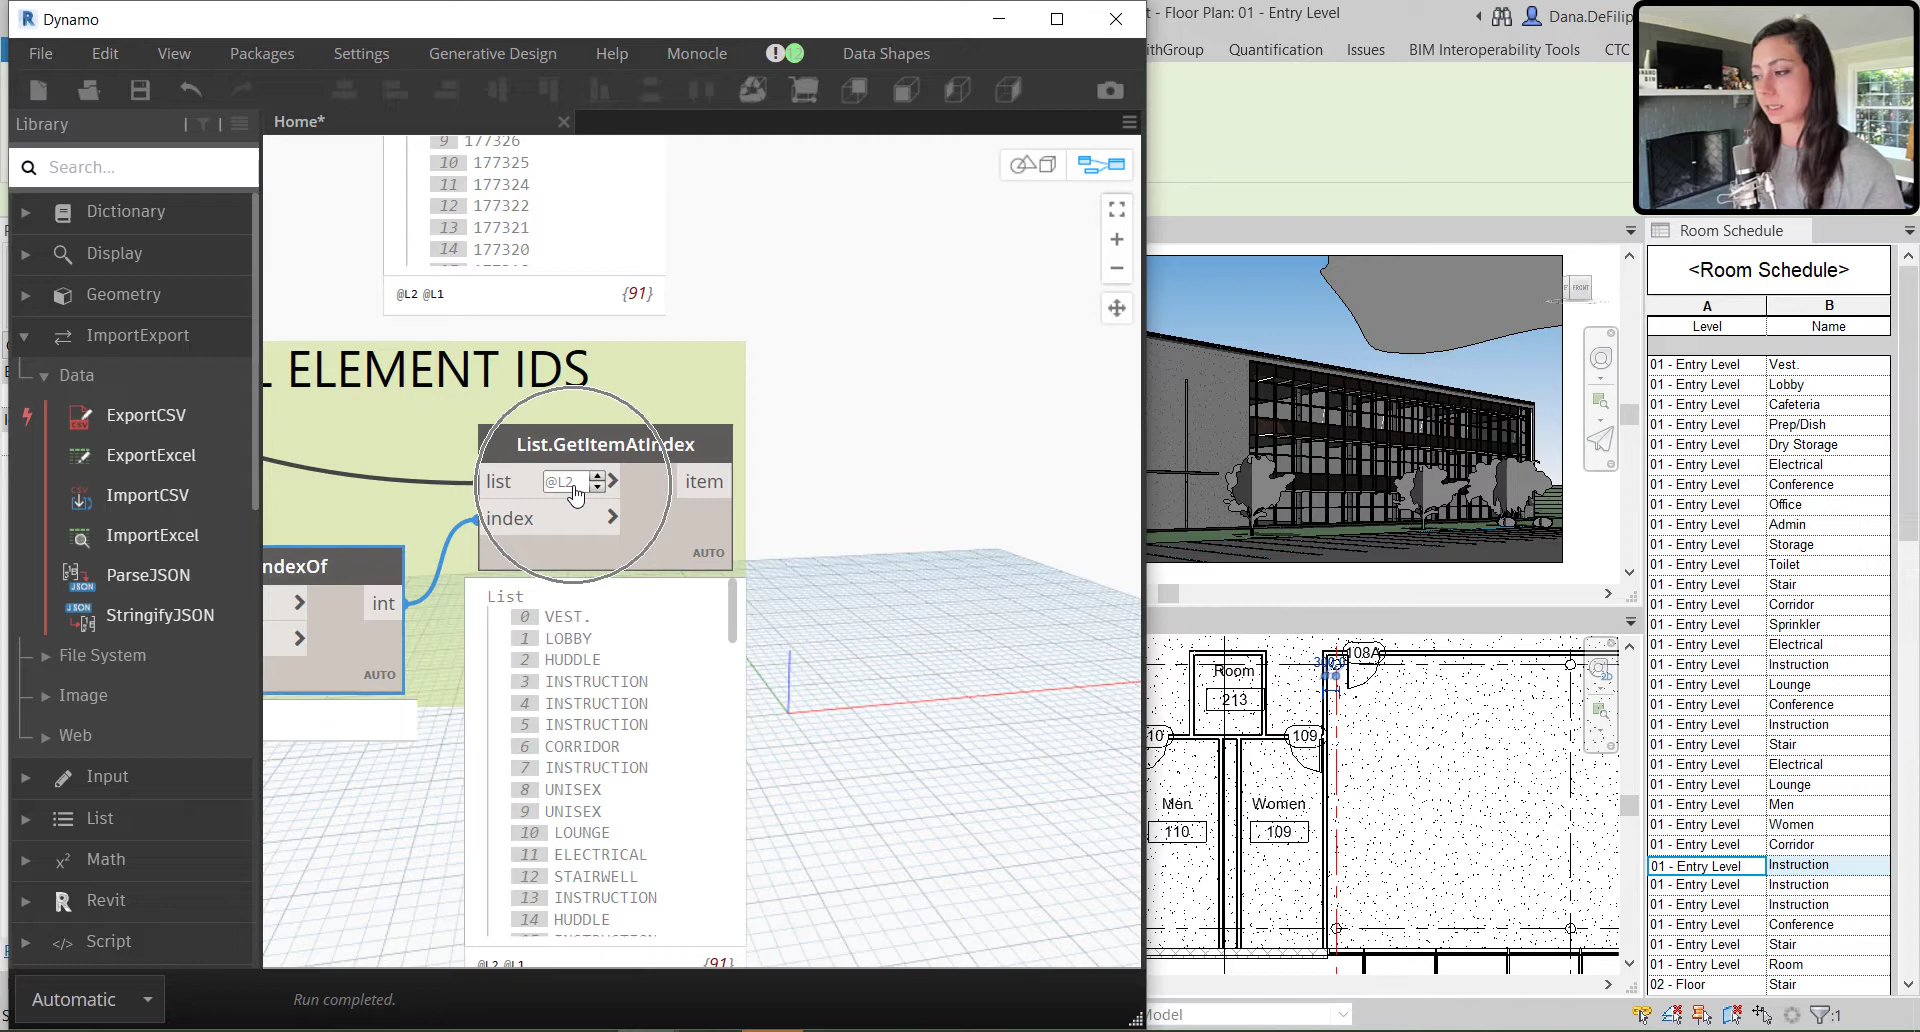 Dynamo
File Edit View Packages Settings Generative Design Help Monocle Data Shapes
Library
Home*
Search...
Dictionary
Display
Geometry
ImportExport
Data
ExportCSV
ExportExcel
ImportCSV
ImportExcel
ParseJSON
StringifyJSON
File System
Image
Web
Input
List
Math
Revit
Script
Automatic
Run completed.
9 177326
10 177325
11 177324
12 177322
13 177321
14 177320
@L2 @L1 {91}
ELEMENT IDS
List.GetItemAtIndex
list @L2 item
index
AUTO
ndexOf
int
AUTO
List
0 VEST.
1 LOBBY
2 HUDDLE
3 INSTRUCTION
4 INSTRUCTION
5 INSTRUCTION
6 CORRIDOR
7 INSTRUCTION
8 UNISEX
9 UNISEX
10 LOUNGE
11 ELECTRICAL
12 STAIRWELL
13 INSTRUCTION
14 HUDDLE
@L2 @L1 {91}
t - Floor Plan: 01 - Entry Level
Dana.DeFilip
ithGroup Quantification Issues BIM Interoperability Tools CTC
FRONT
Room
213
108A
10
109
Men
110
Women
109
Model
:1
Room Schedule
<Room Schedule>
A B
Level Name
01 - Entry Level Vest.
01 - Entry Level Lobby
01 - Entry Level Cafeteria
01 - Entry Level Prep/Dish
01 - Entry Level Dry Storage
01 - Entry Level Electrical
01 - Entry Level Conference
01 - Entry Level Office
01 - Entry Level Admin
01 - Entry Level Storage
01 - Entry Level Toilet
01 - Entry Level Stair
01 - Entry Level Corridor
01 - Entry Level Sprinkler
01 - Entry Level Electrical
01 - Entry Level Instruction
01 - Entry Level Lounge
01 - Entry Level Conference
01 - Entry Level Instruction
01 - Entry Level Stair
01 - Entry Level Electrical
01 - Entry Level Lounge
01 - Entry Level Men
01 - Entry Level Women
01 - Entry Level Corridor
01 - Entry Level Instruction
01 - Entry Level Instruction
01 - Entry Level Instruction
01 - Entry Level Conference
01 - Entry Level Stair
01 - Entry Level Room
02 - Floor Stair